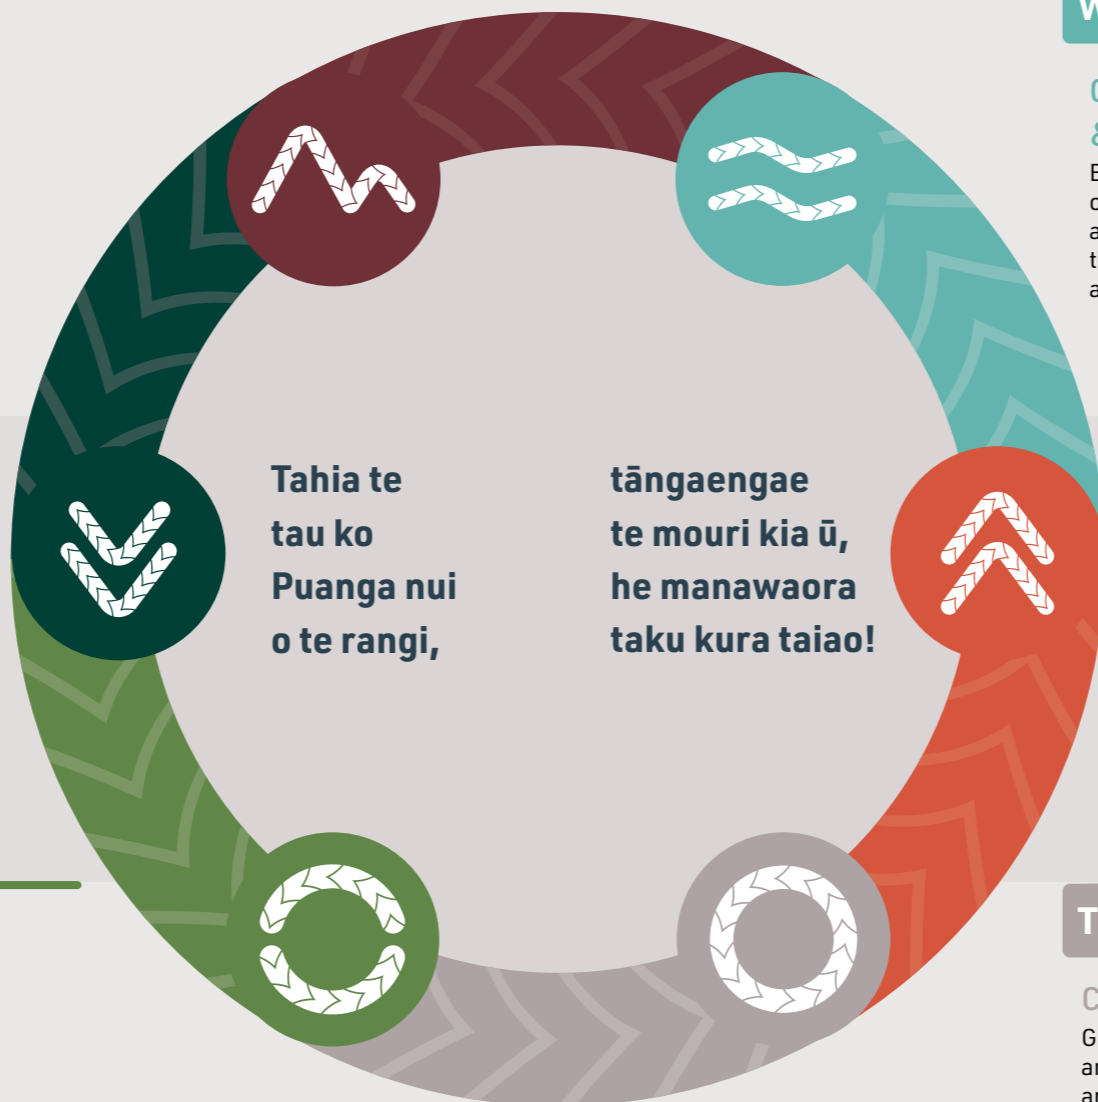 Tahia te
tau ko
Puanga nui
o te rangi,
tāngaengae
te mouri kia ū,
he manawaora
taku kura taiao!